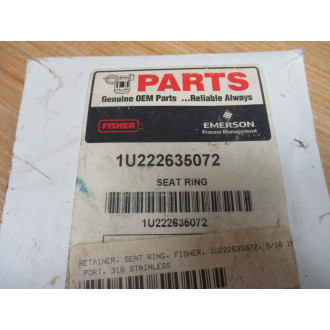 PARTS
Genuine OEM Parts ...Reliable Always
FISHER
EMERSON
Process Management
1U222635072
SEAT RING
1U222635072
RETAINER, SEAT RING, FISHER, 1U222635072, 5/16 IN
PORT, 316 STAINLESS